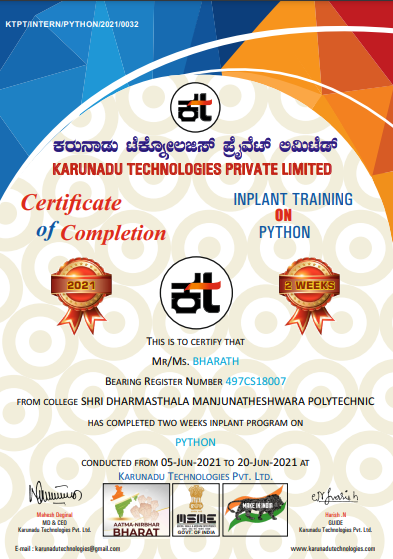 KTPT/INTERN/PYTHON/2021/0032
ಕರುನಾಡು ಟೆಕ್ನೋಲಜಿಸ್ ಪ್ರೈವೆಟ್ ಲಿಮಿಟೆಡ್
KARUNADU TECHNOLOGIES PRIVATE LIMITED
Certificate
of Completion
INPLANT TRAINING
ON
PYTHON
2021
2 WEEKS
THIS IS TO CERTIFY THAT
MR/MS. BHARATH
BEARING REGISTER NUMBER 497CS18007
FROM COLLEGE SHRI DHARMASTHALA MANJUNATHESHWARA POLYTECHNIC
HAS COMPLETED TWO WEEKS INPLANT PROGRAM ON
PYTHON
CONDUCTED FROM 05-JUN-2021 TO 20-JUN-2021 AT
KARUNADU TECHNOLOGIES PVT. LTD.
Mahesh Goginal
MD & CEO
Karunadu Technologies Pvt. Ltd.
AATMA-NIRBHAR
BHARAT
MSME
GOVT. OF INDIA
MAKE IN INDIA
Harish .N
GUIDE
Karunadu Technologies Pvt. Ltd.
E-mail : karunadutechnologies@gmail.com
www.karunadutechnologies.com